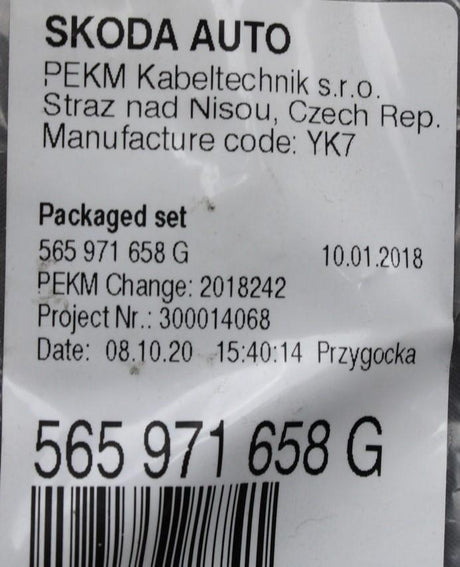 SKODA AUTO
PEKM Kabeltechnik s.r.o.
Straz nad Nisou, Czech Rep.
Manufacture code: YK7
Packaged set
565 971 658 G 10.01.2018
PEKM Change: 2018242
Project Nr.: 300014068
Date: 08.10.20 15:40:14 Przygocka
565 971 658 G